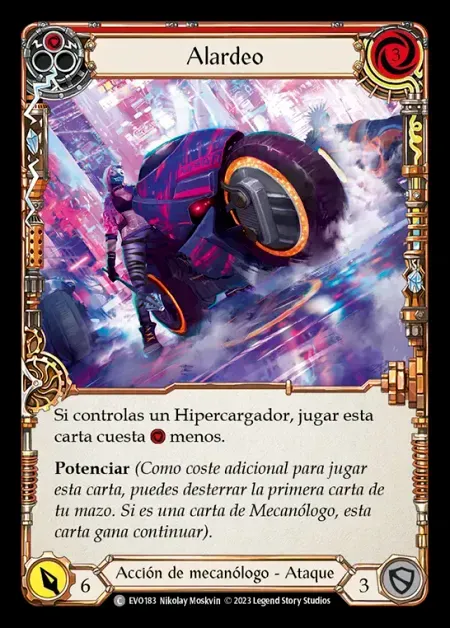 Alardeo
3
Si controlas un Hipercargador, jugar esta
carta cuesta menos.
Potenciar (Como coste adicional para jugar
esta carta, puedes desterrar la primera carta de
tu mazo. Si es una carta de Mecanólogo, esta
carta gana continuar).
6
Acción de mecanólogo - Ataque
3
C EVO183 Nikolay Moskvin © 2023 Legend Story Studios